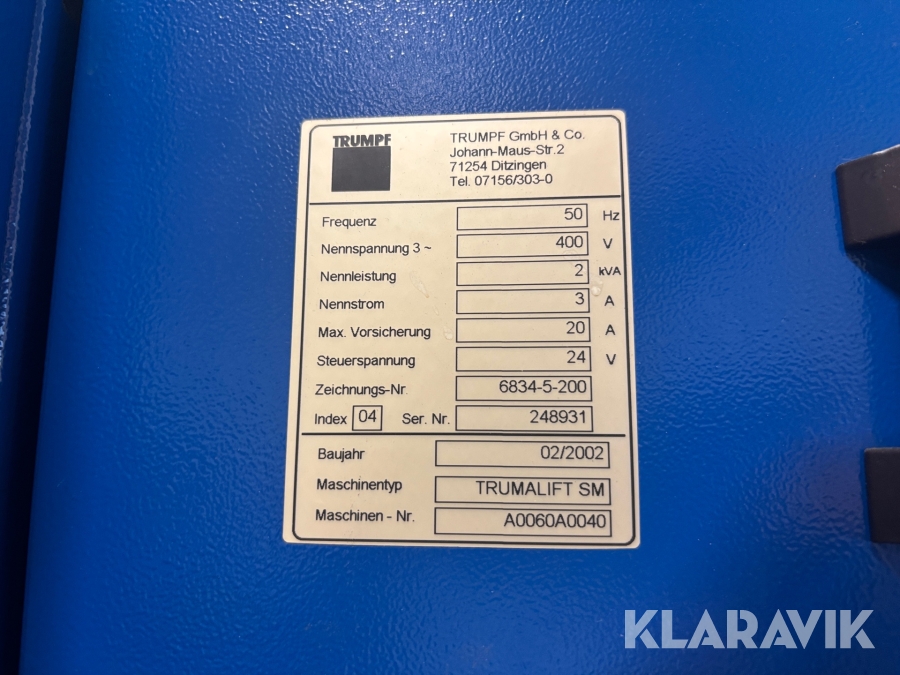 TRUMPF
TRUMPF GmbH & Co.
Johann-Maus-Str.2
71254 Ditzingen
Tel. 07156/303-0
Frequenz 50 Hz
Nennspannung 3 ~ 400 V
Nennleistung 2 kVA
Nennstrom 3 A
Max. Vorsicherung 20 A
Steuerspannung 24 V
Zeichnungs-Nr. 6834-5-200
Index 04 Ser. Nr. 248931
Baujahr 02/2002
Maschinentyp TRUMALIFT SM
Maschinen - Nr. A0060A0040
KLARAVIK